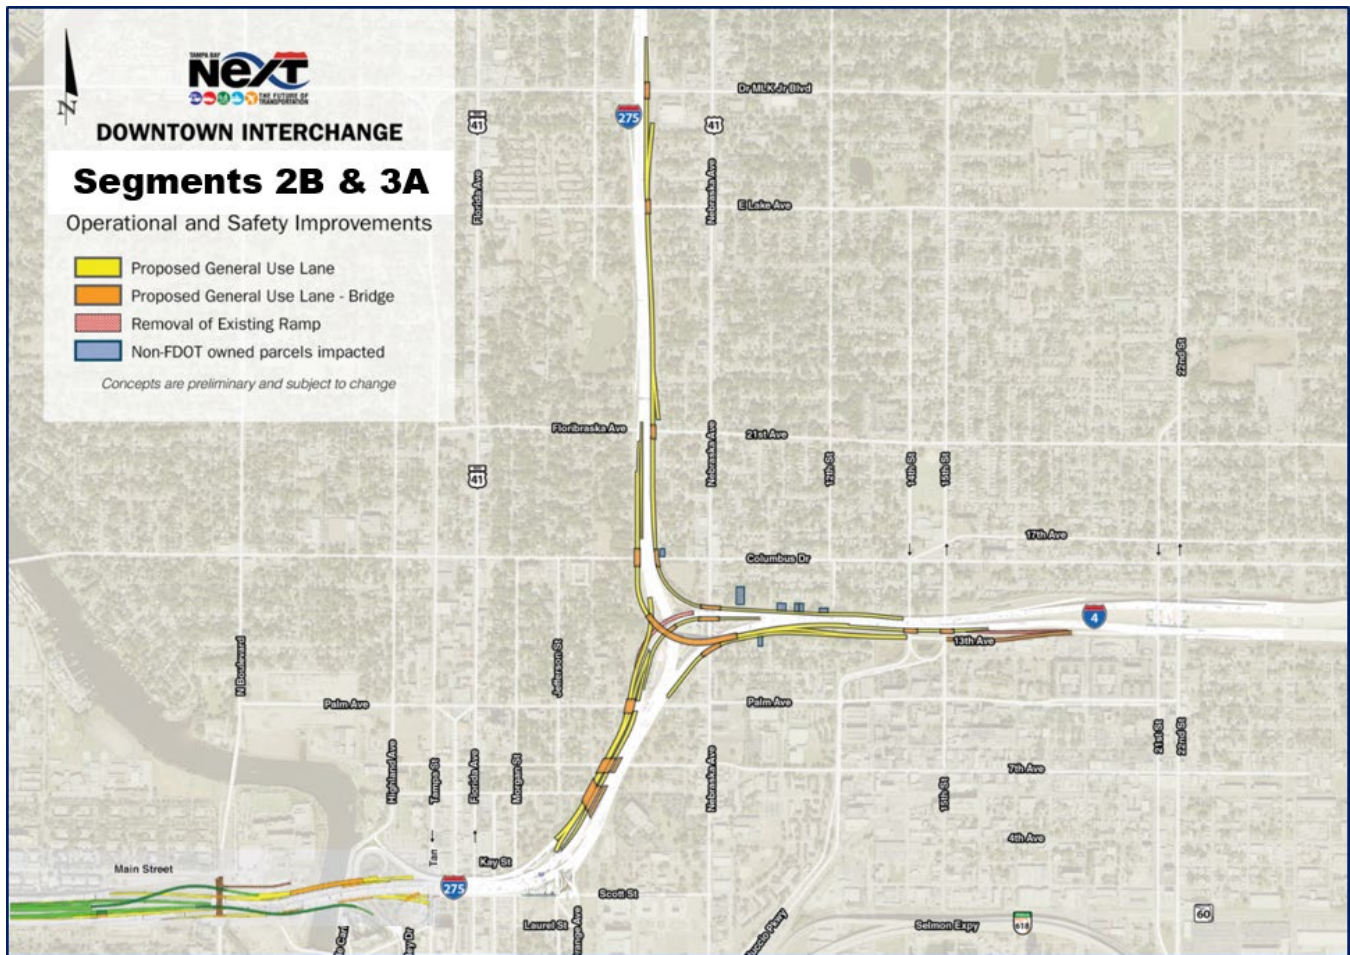 N
TAMPA BAY
NEXT
THE FUTURE OF
TRANSPORTATION
DOWNTOWN INTERCHANGE
Segments 2B & 3A
Operational and Safety Improvements
Proposed General Use Lane
Proposed General Use Lane - Bridge
Removal of Existing Ramp
Non-FDOT owned parcels impacted
Concepts are preliminary and subject to change
Dr MLK Jr Blvd
275
41
41
Florida Ave
Nebraska Ave
E Lake Ave
22nd St
Floribraska Ave
21st Ave
Nebraska Ave
12th St
14th St
15th St
41
17th Ave
Columbus Dr
4
13th Ave
N Boulevard
Jefferson St
Palm Ave
Palm Ave
21st St
22nd St
Highland Ave
Tampa St
Florida Ave
Morgan St
Nebraska Ave
15th St
7th Ave
4th Ave
Tan
Kay St
Main Street
275
Scott St
Laurel St
Selmon Expy
618
60